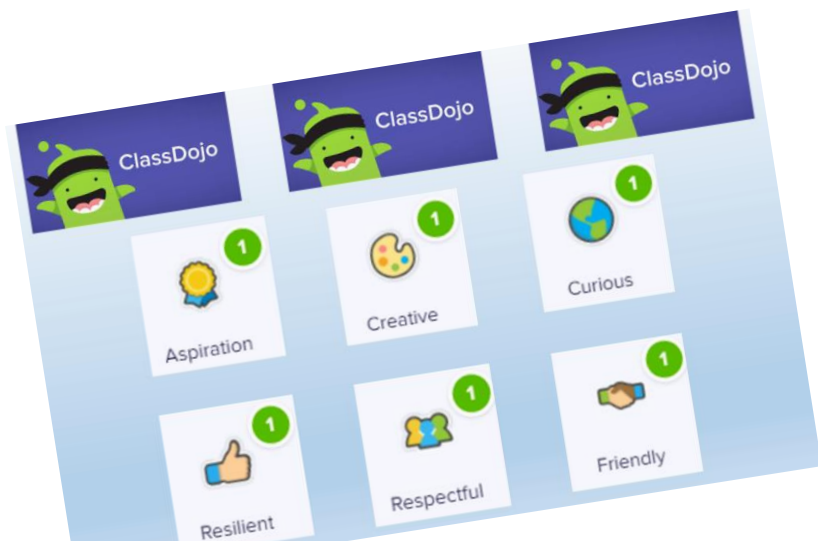 ClassDojo ClassDojo ClassDojo
1 1 1
Aspiration Creative Curious
1 1 1
Resilient Respectful Friendly